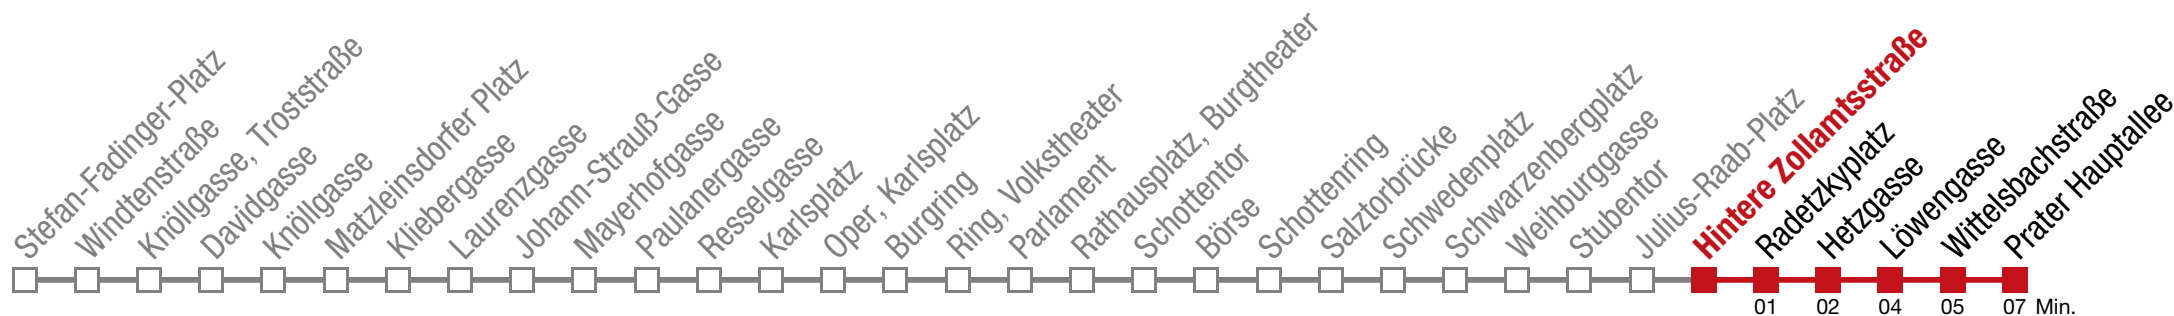 Stefan-Fadinger-Platz
Windtenstraße
Knöllgasse, Troststraße
Davidgasse
Knöllgasse
Matzleinsdorfer Platz
Kliebergasse
Laurenzgasse
Johann-Strauß-Gasse
Mayerhofgasse
Paulanergasse
Resselgasse
Karlsplatz
Oper, Karlsplatz
Burgring
Ring, Volkstheater
Parlament
Rathausplatz, Burgtheater
Schottentor
Börse
Schottenring
Salztorbrücke
Schwedenplatz
Schwarzenbergplatz
Weihburggasse
Stubentor
Julius-Raab-Platz
Hintere Zollamtsstraße
Radetzkyplatz
Hetzgasse
Löwengasse
Wittelsbachstraße
Prater Hauptallee
01 02 04 05 07 Min.